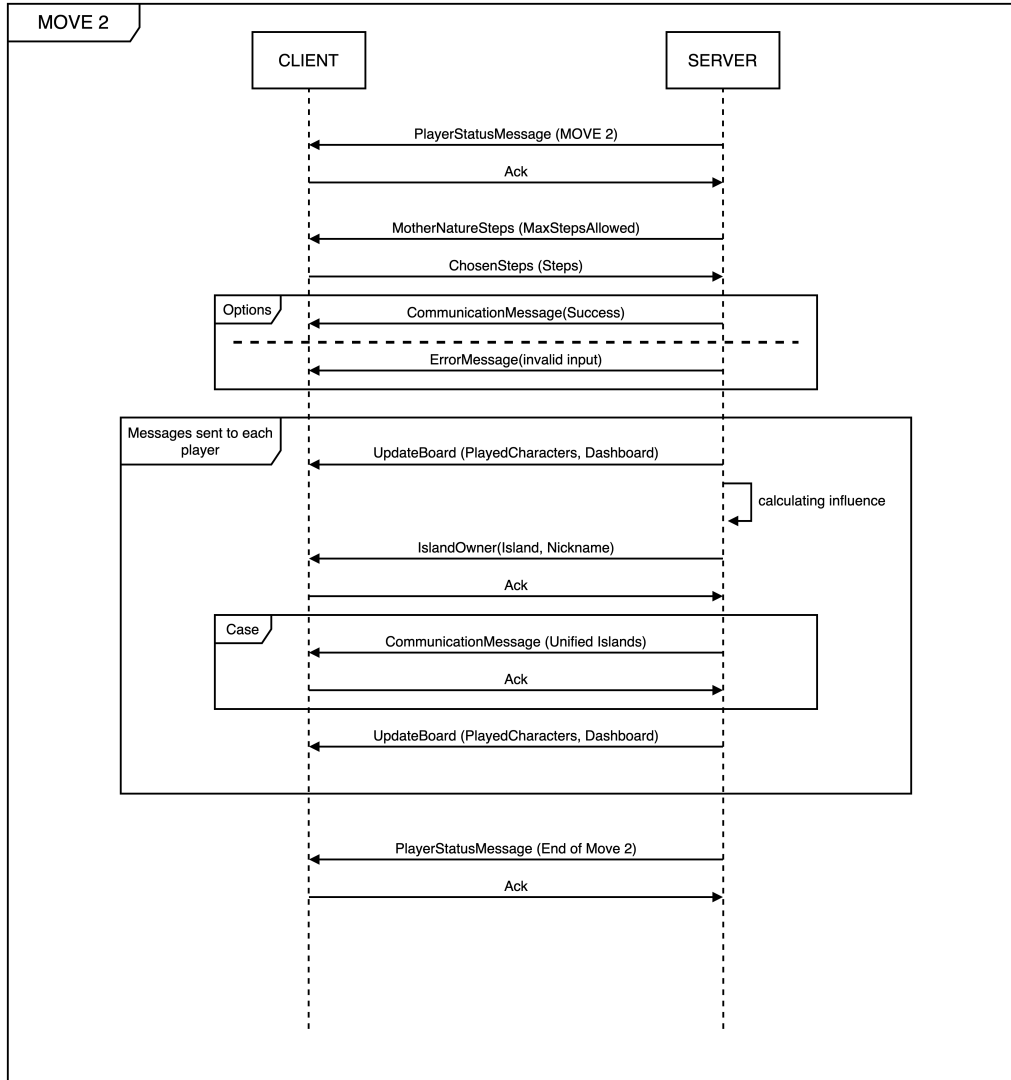 MOVE 2
CLIENT
SERVER
PlayerStatusMessage (MOVE 2)
Ack
MotherNatureSteps (MaxStepsAllowed)
ChosenSteps (Steps)
Options
CommunicationMessage(Success)
ErrorMessage(invalid input)
Messages sent to each
player
UpdateBoard (PlayedCharacters, Dashboard)
calculating influence
IslandOwner(Island, Nickname)
Ack
Case
CommunicationMessage (Unified Islands)
Ack
UpdateBoard (PlayedCharacters, Dashboard)
PlayerStatusMessage (End of Move 2)
Ack